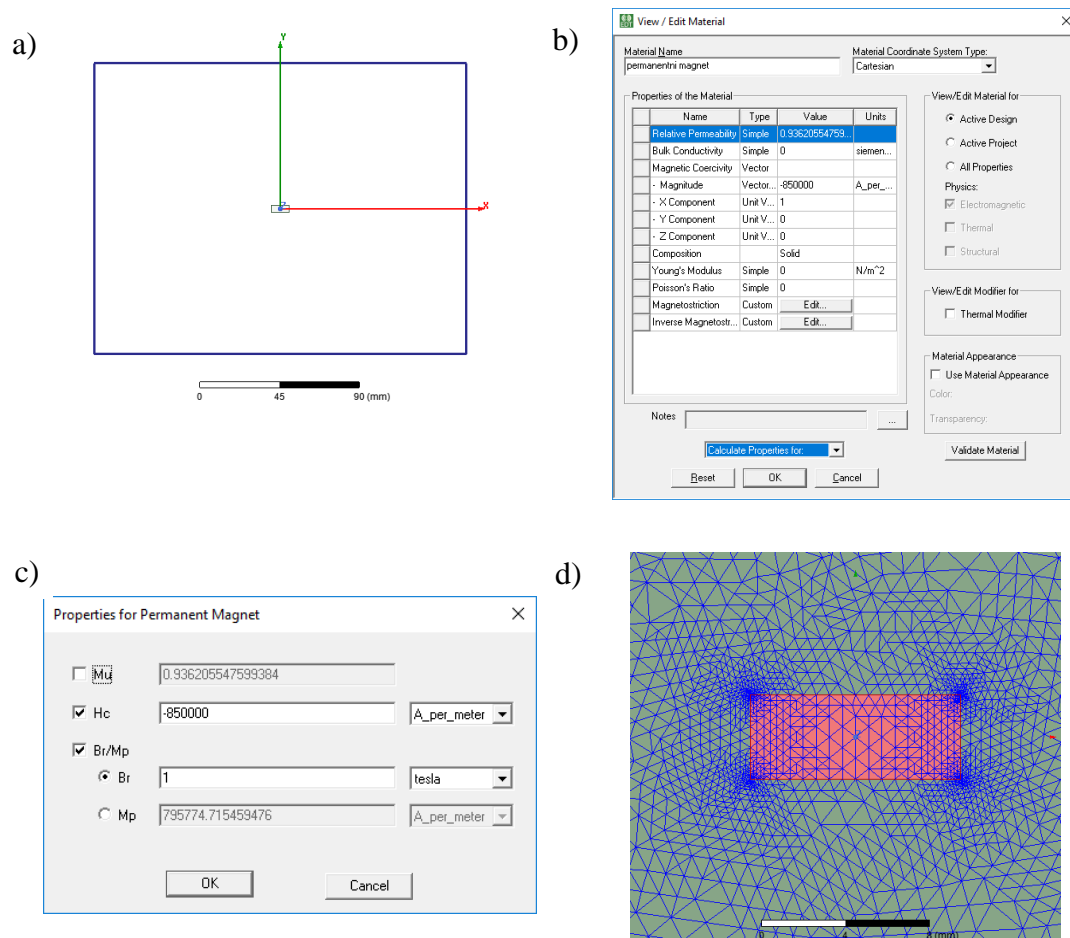 a)
Y
X
Z
0 45 90 (mm)
b)
View / Edit Material
Material Name
permanentni magnet
Material Coordinate System Type:
Cartesian
Properties of the Material
Name Type Value Units
Relative Permeability Simple 0.93620554759...
Bulk Conductivity Simple 0 siemen...
Magnetic Coercivity Vector
- Magnitude Vector... -850000 A_per_...
- X Component Unit V... 1
- Y Component Unit V... 0
- Z Component Unit V... 0
Composition Solid
Young's Modulus Simple 0 N/m^2
Poisson's Ratio Simple 0
Magnetostriction Custom Edit...
Inverse Magnetostr... Custom Edit...
View/Edit Material for
Active Design
Active Project
All Properties
Physics:
Electromagnetic
Thermal
Structural
View/Edit Modifier for
Thermal Modifier
Material Appearance
Use Material Appearance
Color:
Transparency:
Notes ...
Calculate Properties for:
Validate Material
Reset OK Cancel
c)
Properties for Permanent Magnet
Mu 0.936205547599384
Hc -850000 A_per_meter
Br/Mp
Br 1 tesla
Mp 795774.715459476 A_per_meter
OK Cancel
d)
0 4 8 (mm)